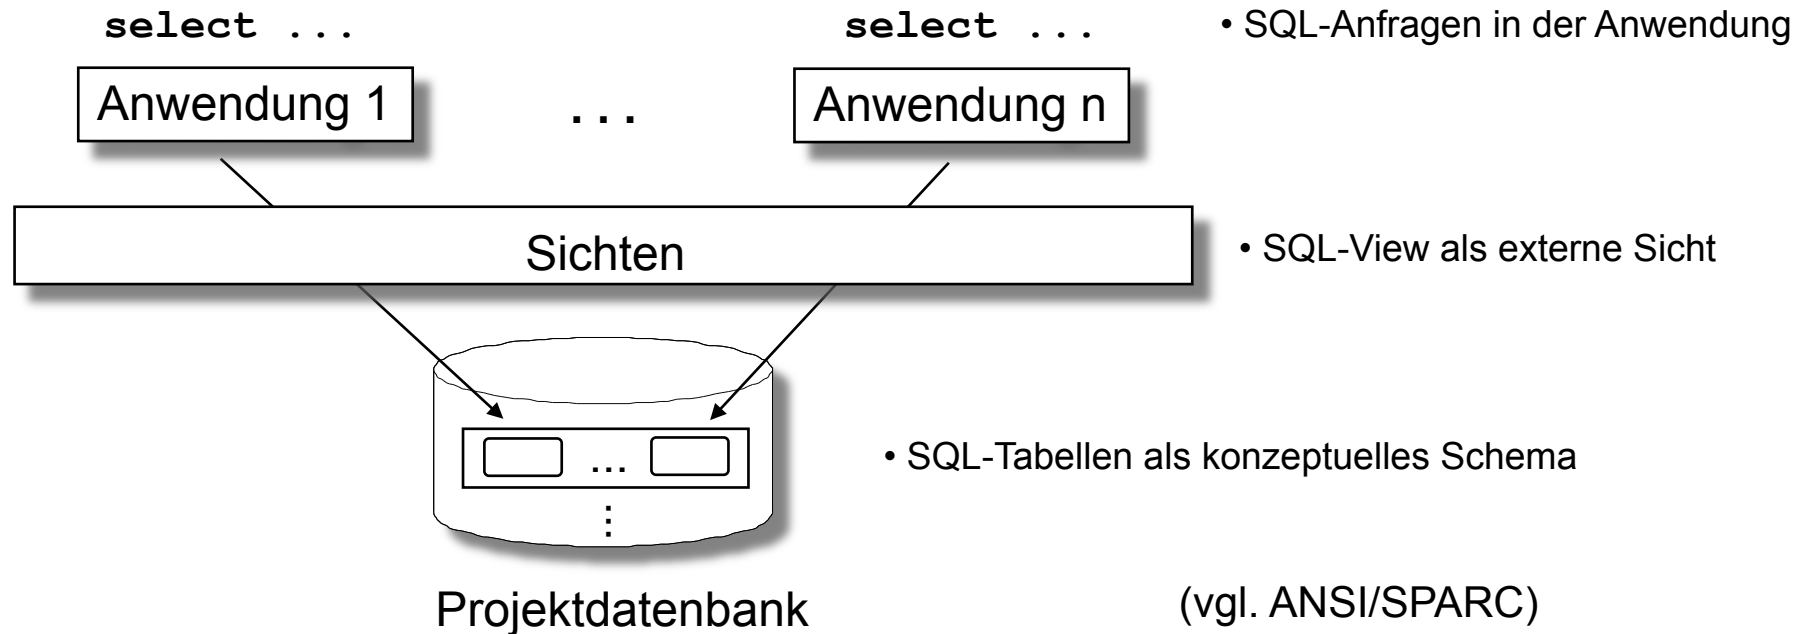 select ... select ... • SQL-Anfragen in der Anwendung
Anwendung 1 ... Anwendung n
Sichten • SQL-View als externe Sicht
... • SQL-Tabellen als konzeptuelles Schema
⋮
Projektdatenbank (vgl. ANSI/SPARC)